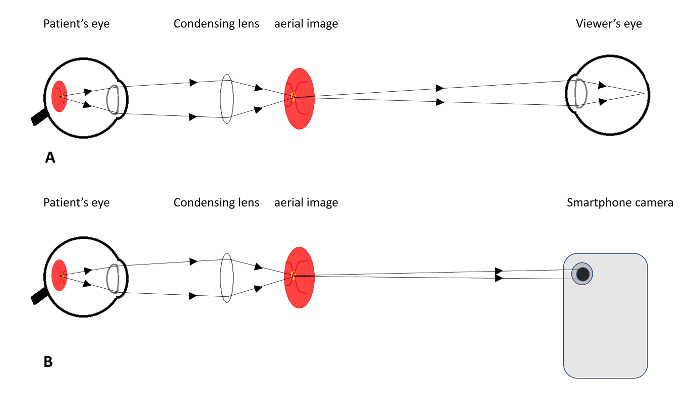 Patient's eye Condensing lens aerial image Viewer's eye
A
Patient's eye Condensing lens aerial image Smartphone camera
B